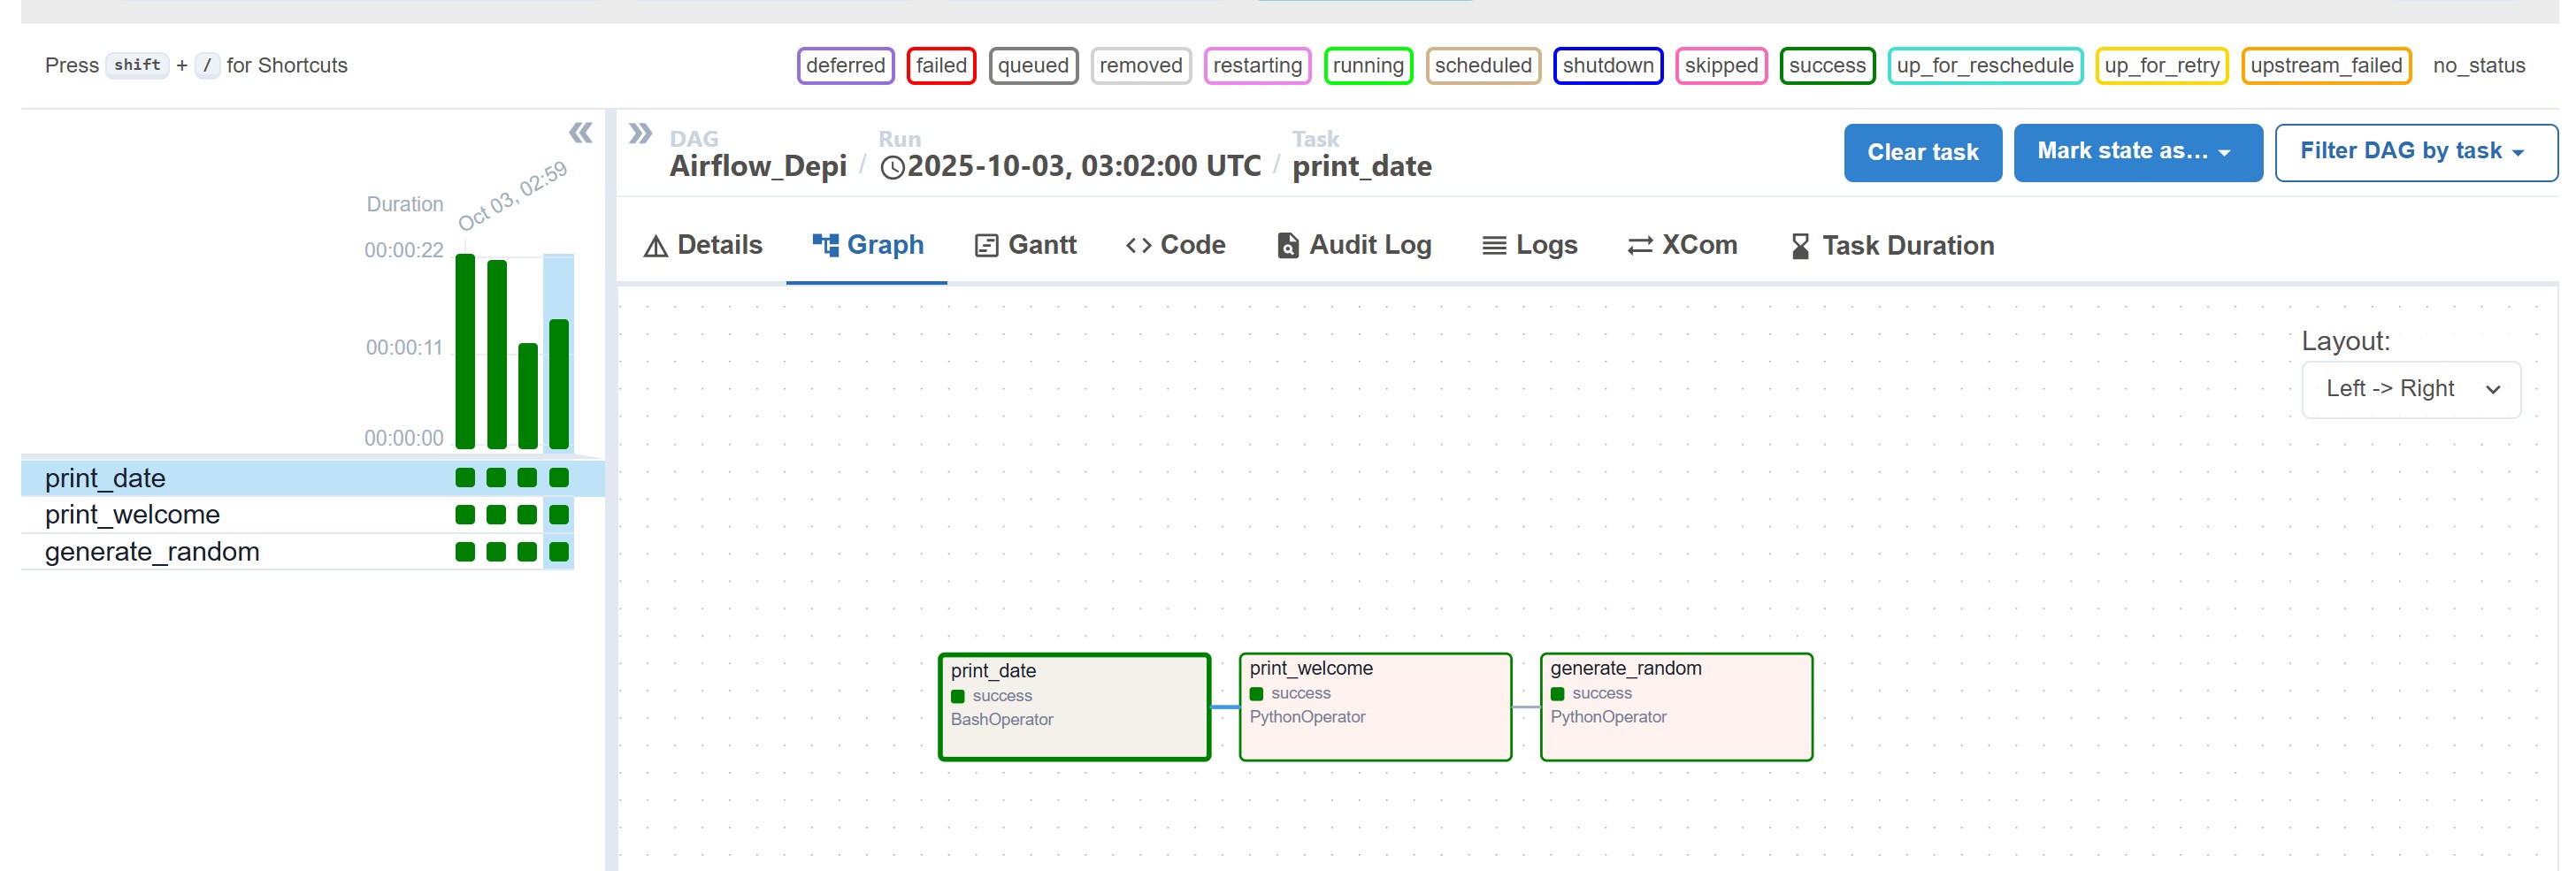 Press shift + / for Shortcuts
deferred failed queued removed restarting running scheduled shutdown skipped success up_for_reschedule up_for_retry upstream_failed no_status
Oct 03, 02:59
Duration
00:00:22
00:00:11
00:00:00
print_date
print_welcome
generate_random
DAG Run Task
Airflow_Depi / 2025-10-03, 03:02:00 UTC / print_date
Clear task Mark state as... Filter DAG by task
Details Graph Gantt Code Audit Log Logs XCom Task Duration
Layout:
Left -> Right
print_date
success
BashOperator
print_welcome
success
PythonOperator
generate_random
success
PythonOperator